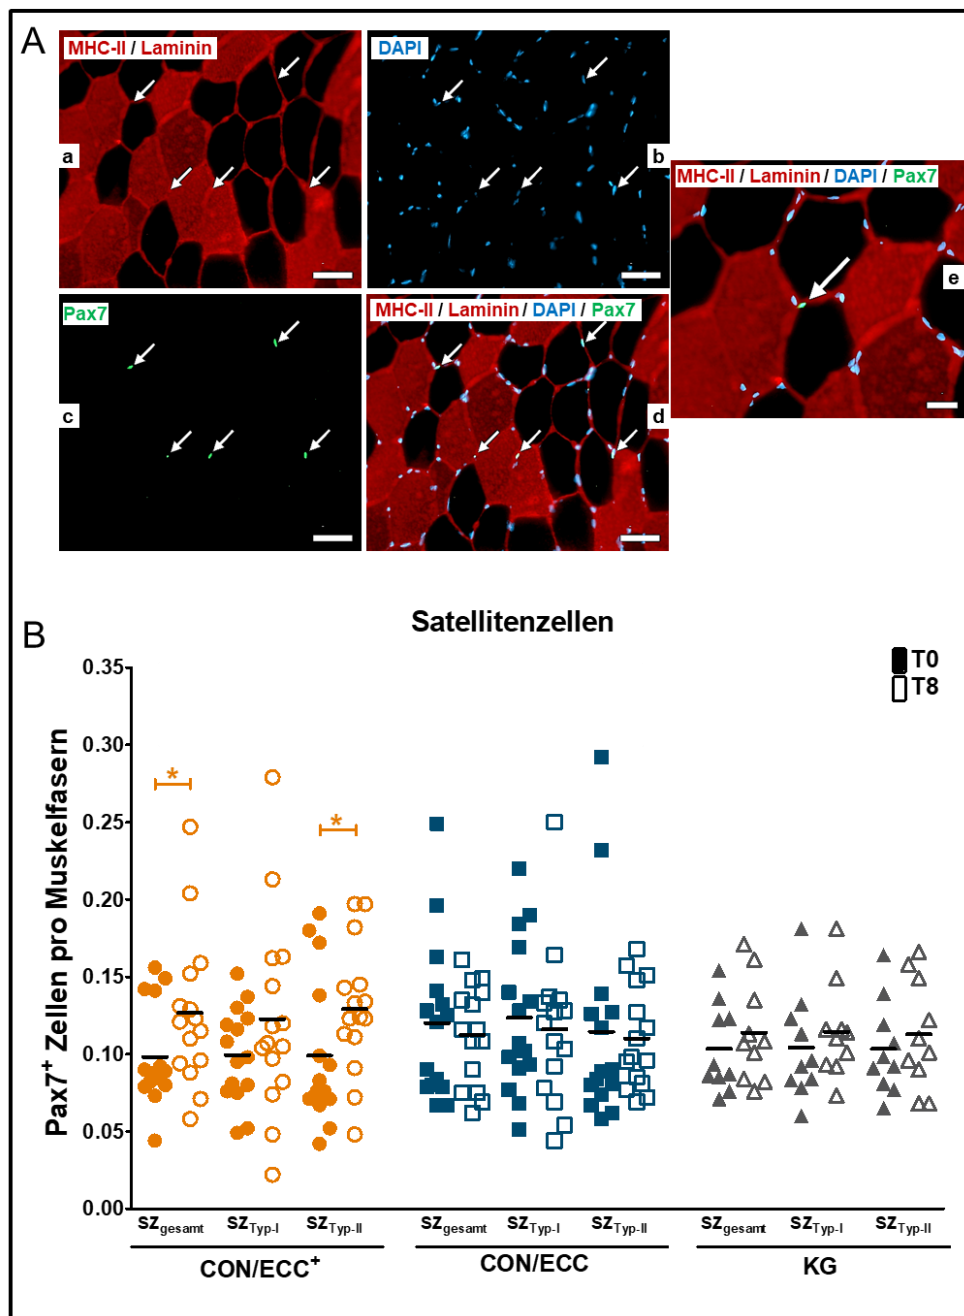 A
MHC-II / Laminin
DAPI
a
b
MHC-II / Laminin / DAPI / Pax7
e
Pax7
MHC-II / Laminin / DAPI / Pax7
c
d
B
Satellitenzellen
T0
T8
Pax7⁺ Zellen pro Muskelfasern
0.35
0.30
0.25
0.20
0.15
0.10
0.05
0.00
*
*
SZgesamt
SZTyp-I
SZTyp-II
SZgesamt
SZTyp-I
SZTyp-II
SZgesamt
SZTyp-I
SZTyp-II
CON/ECC⁺
CON/ECC
KG